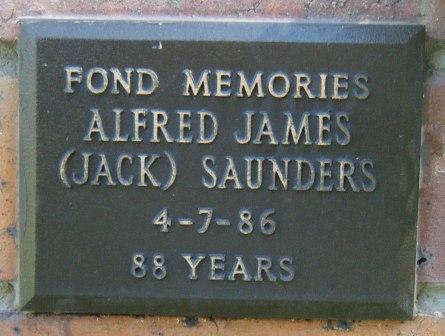 FOND MEMORIES
ALFRED JAMES
(JACK) SAUNDERS
4-7-86
88 YEARS